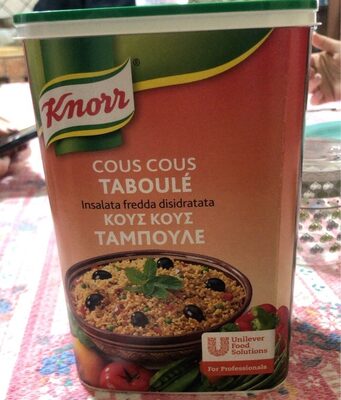 Knorr®
COUS COUS
TABOULÉ
Insalata fredda disidratata
ΚΟΥΣ ΚΟΥΣ
ΤΑΜΠΟΥΛΕ
Unilever
Food
Solutions
For Professionals